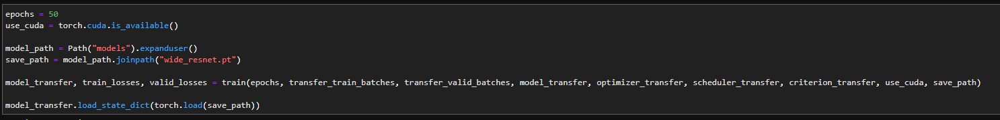 epochs = 50
use_cuda = torch.cuda.is_available()
model_path = Path("models").expanduser()
save_path = model_path.joinpath("wide_resnet.pt")
model_transfer, train_losses, valid_losses = train(epochs, transfer_train_batches, transfer_valid_batches, model_transfer, optimizer_transfer, scheduler_transfer, criterion_transfer, use_cuda, save_path)
model_transfer.load_state_dict(torch.load(save_path))